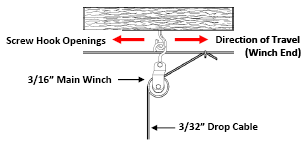 Screw Hook Openings
Direction of Travel
(Winch End)
3/16” Main Winch
3/32” Drop Cable